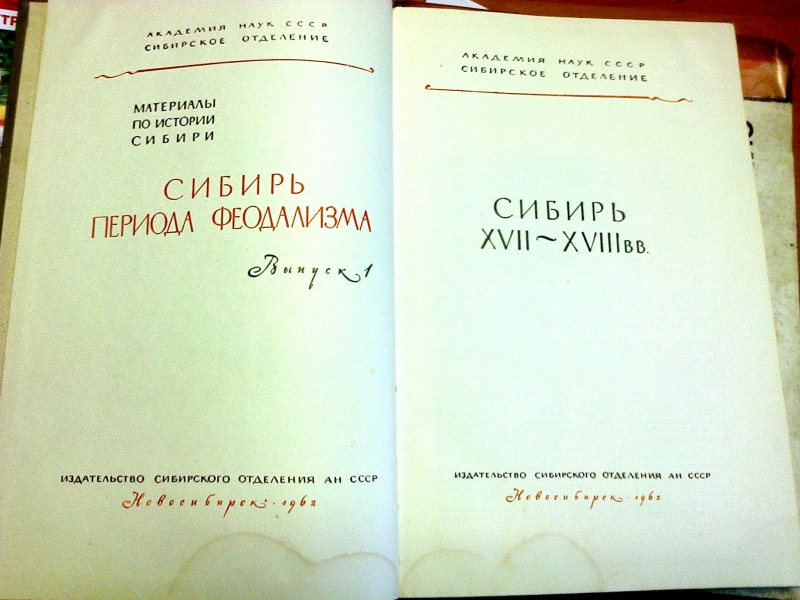 АКАДЕМИЯ НАУК СССР
СИБИРСКОЕ ОТДЕЛЕНИЕ
МАТЕРИАЛЫ
ПО ИСТОРИИ
СИБИРИ
СИБИРЬ
ПЕРИОДА ФЕОДАЛИЗМА
Выпуск 1
ИЗДАТЕЛЬСТВО СИБИРСКОГО ОТДЕЛЕНИЯ АН СССР
Новосибирск · 1962
АКАДЕМИЯ НАУК СССР
СИБИРСКОЕ ОТДЕЛЕНИЕ
СИБИРЬ
XVII~XVIII ВВ.
ИЗДАТЕЛЬСТВО СИБИРСКОГО ОТДЕЛЕНИЯ АН СССР
Новосибирск · 1962